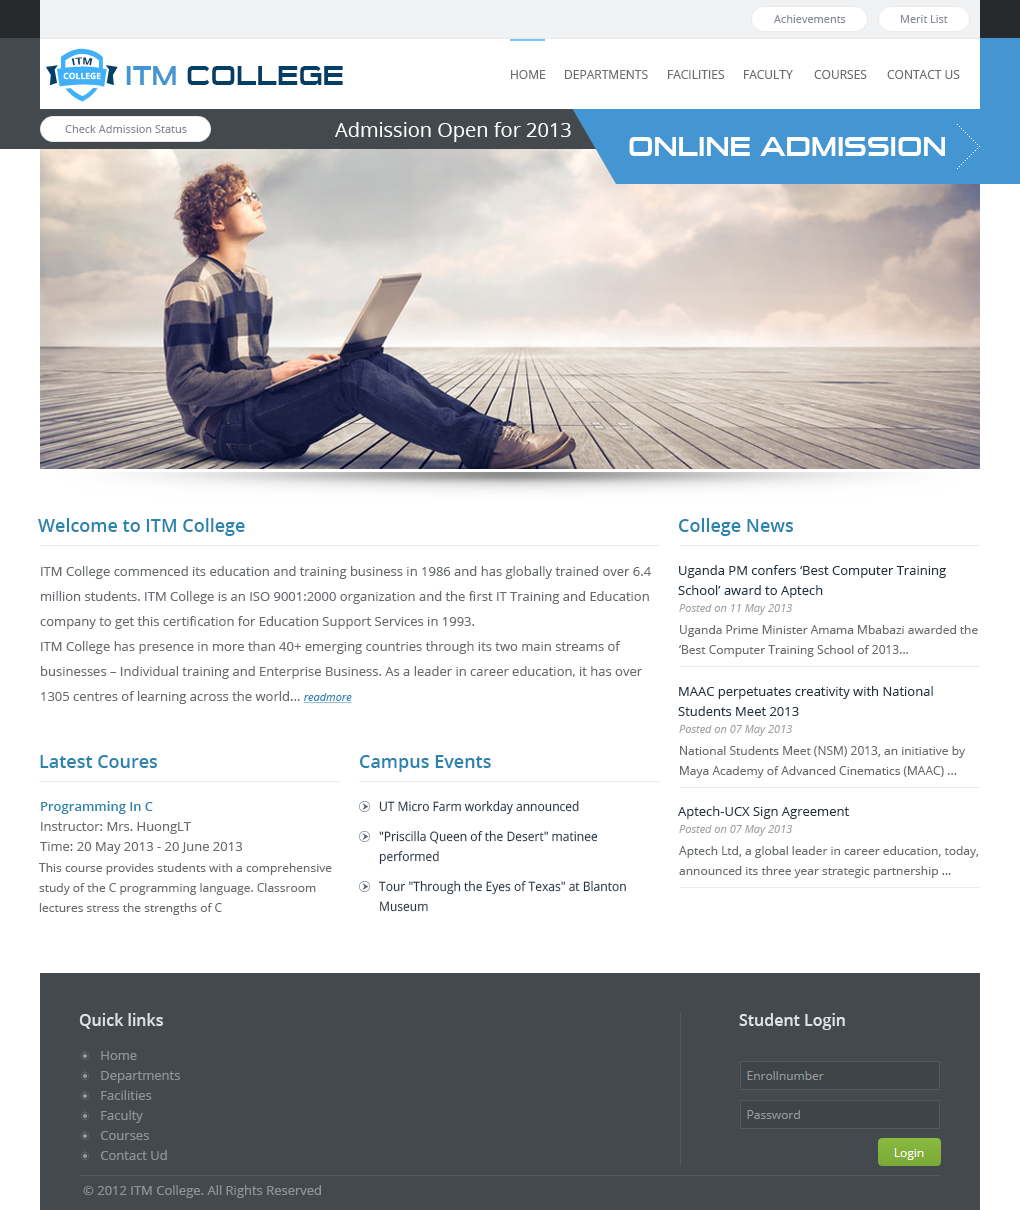 Achievements
Merit List
ITM
COLLEGE
ITM COLLEGE
HOME
DEPARTMENTS
FACILITIES
FACULTY
COURSES
CONTACT US
Check Admission Status
Admission Open for 2013
ONLINE ADMISSION
Welcome to ITM College
ITM College commenced its education and training business in 1986 and has globally trained over 6.4
million students. ITM College is an ISO 9001:2000 organization and the first IT Training and Education
company to get this certification for Education Support Services in 1993.
ITM College has presence in more than 40+ emerging countries through its two main streams of
businesses – Individual training and Enterprise Business. As a leader in career education, it has over
1305 centres of learning across the world... readmore
College News
Uganda PM confers ‘Best Computer Training
School’ award to Aptech
Posted on 11 May 2013
Uganda Prime Minister Amama Mbabazi awarded the
‘Best Computer Training School of 2013...
MAAC perpetuates creativity with National
Students Meet 2013
Posted on 07 May 2013
National Students Meet (NSM) 2013, an initiative by
Maya Academy of Advanced Cinematics (MAAC) ...
Aptech-UCX Sign Agreement
Posted on 07 May 2013
Aptech Ltd, a global leader in career education, today,
announced its three year strategic partnership ...
Latest Coures
Programming In C
Instructor: Mrs. HuongLT
Time: 20 May 2013 - 20 June 2013
This course provides students with a comprehensive
study of the C programming language. Classroom
lectures stress the strengths of C
Campus Events
UT Micro Farm workday announced
"Priscilla Queen of the Desert" matinee
performed
Tour "Through the Eyes of Texas" at Blanton
Museum
Quick links
Home
Departments
Facilities
Faculty
Courses
Contact Ud
Student Login
Enrollnumber
Password
Login
© 2012 ITM College. All Rights Reserved